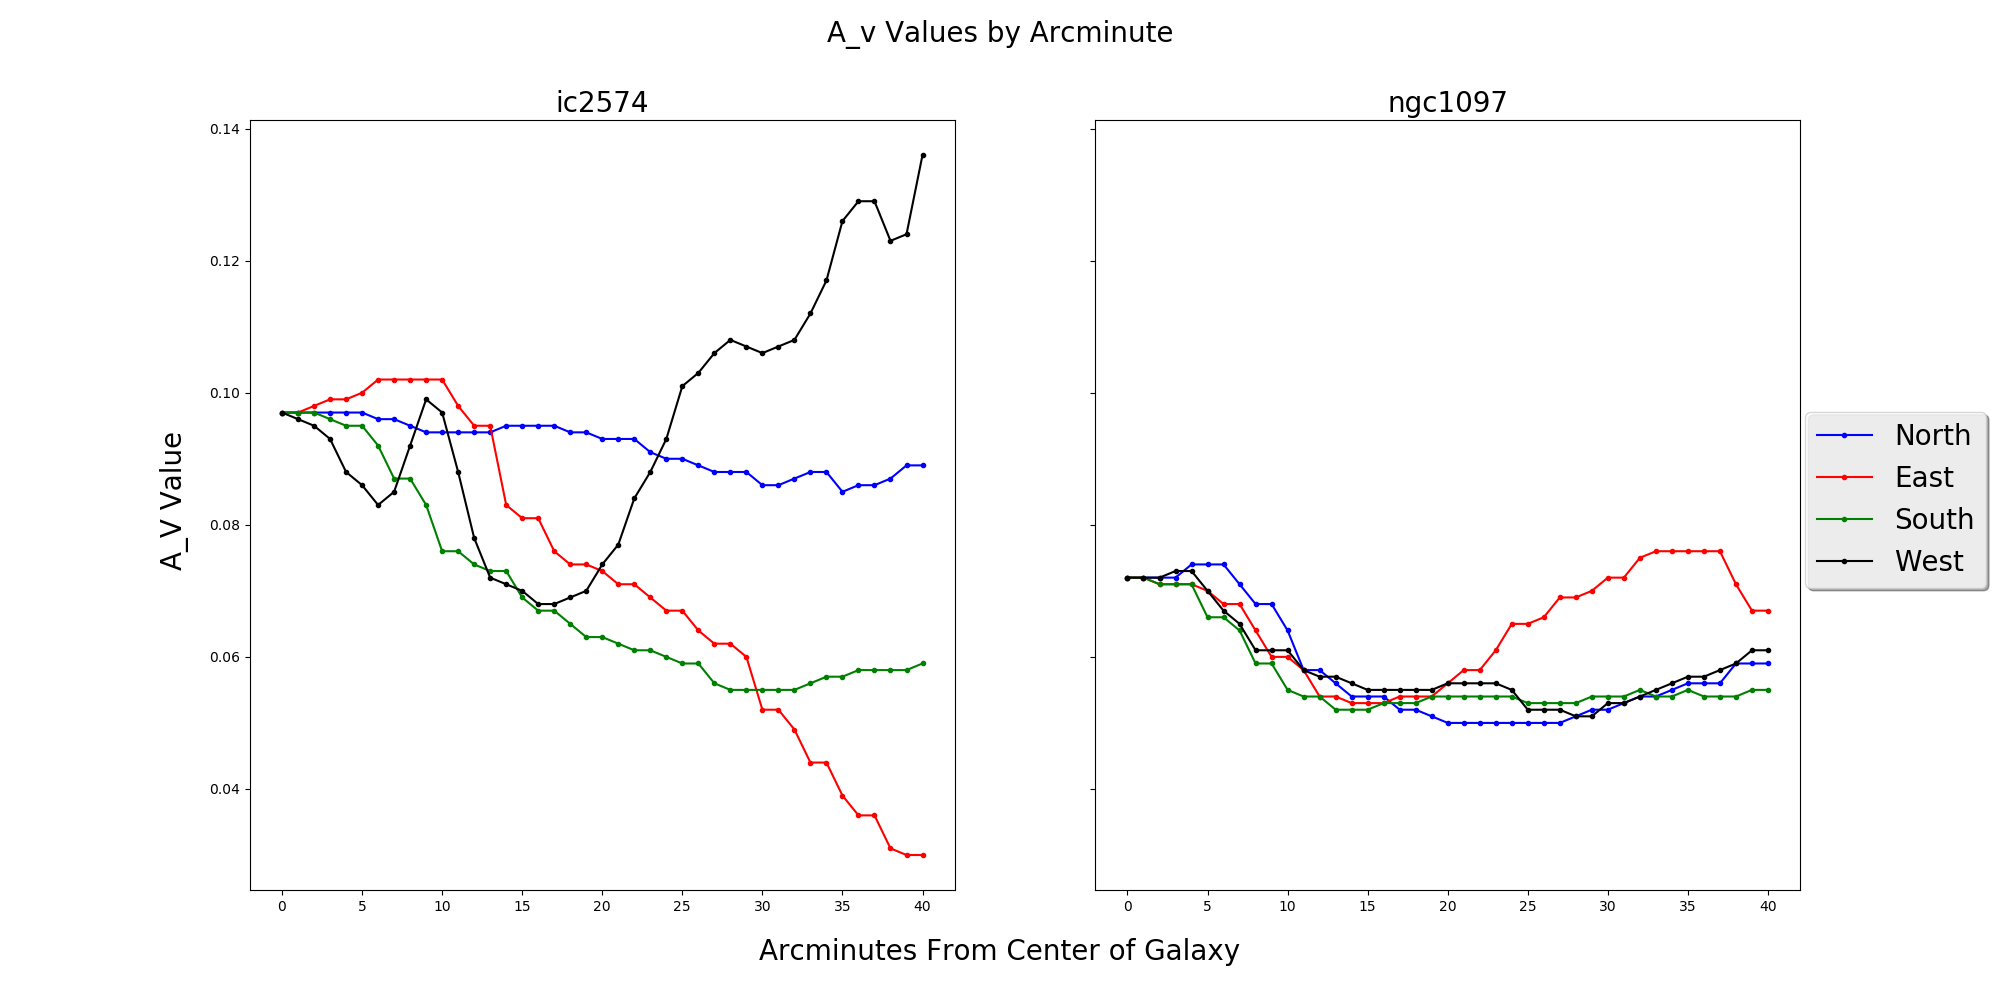 A_v Values by Arcminute
ic2574
ngc1097
A_V Value
0.14
0.12
0.10
0.08
0.06
0.04
0 5 10 15 20 25 30 35 40
0 5 10 15 20 25 30 35 40
North
East
South
West
Arcminutes From Center of Galaxy